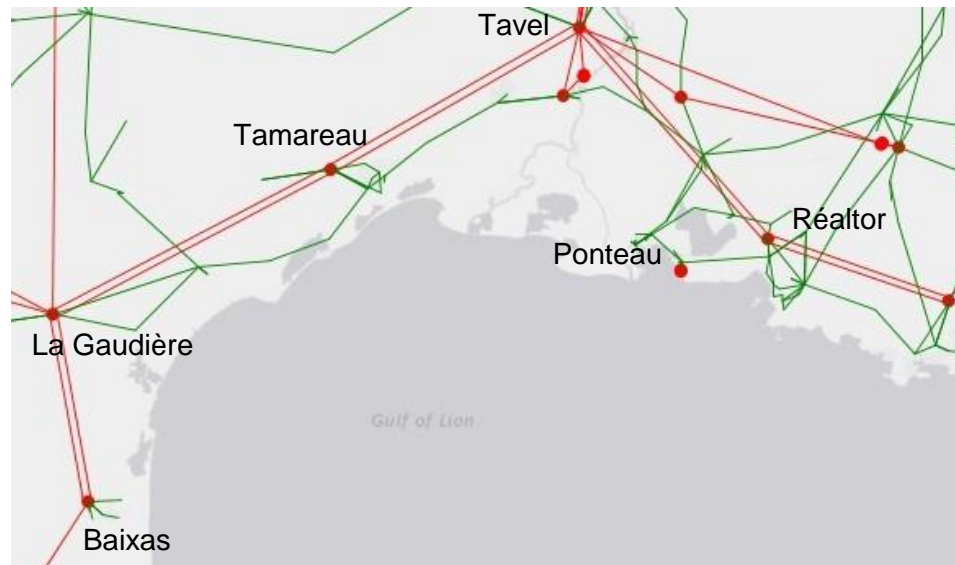 Tavel
Tamareau
Réaltor
Ponteau
La Gaudière
Gulf of Lion
Baixas